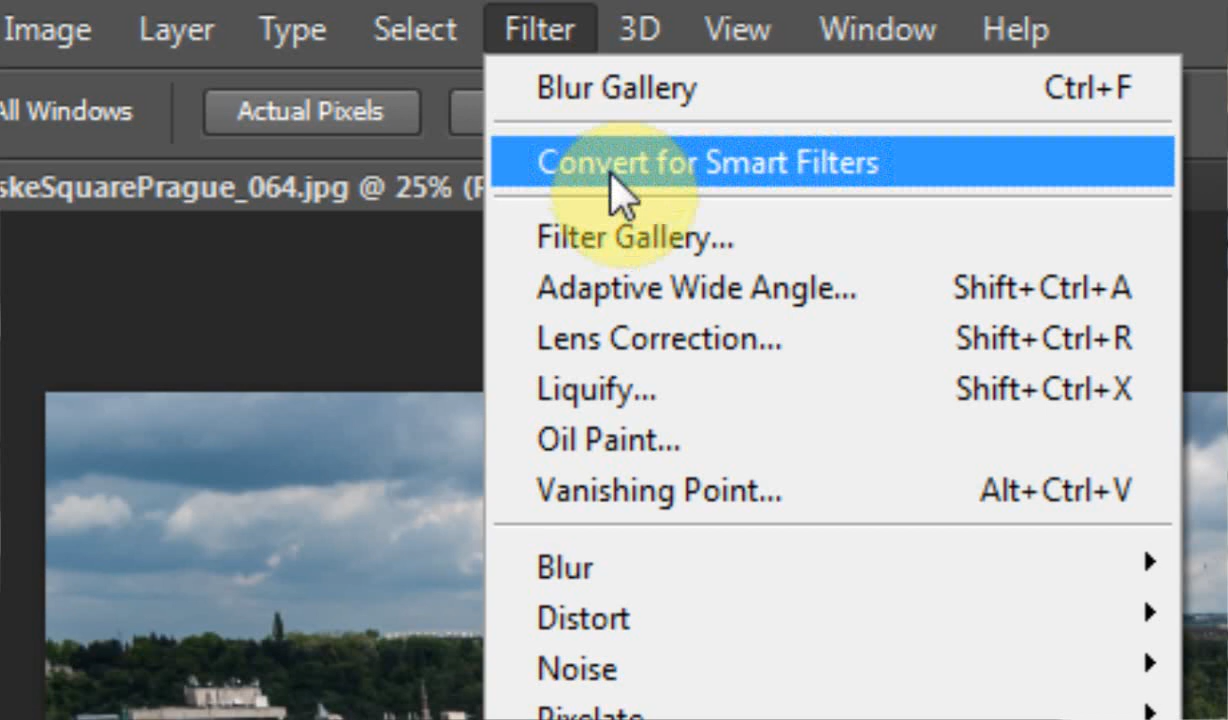 Image Layer Type Select Filter 3D View Window Help
All Windows Actual Pixels
skeSquarePrague_064.jpg @ 25% (
Blur Gallery Ctrl+F
Convert for Smart Filters
Filter Gallery...
Adaptive Wide Angle... Shift+Ctrl+A
Lens Correction... Shift+Ctrl+R
Liquify... Shift+Ctrl+X
Oil Paint...
Vanishing Point... Alt+Ctrl+V
Blur
Distort
Noise
Pixelate